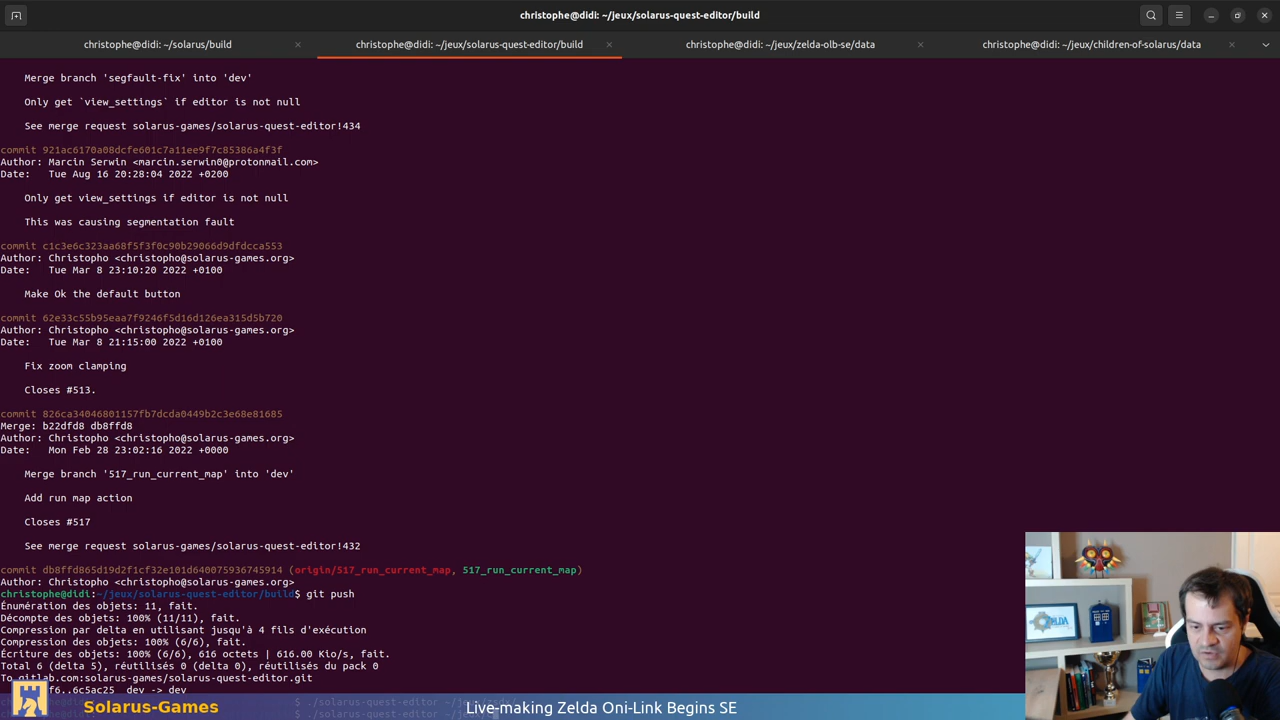 christophe@didi: ~/jeux/solarus-quest-editor/build
christophe@didi: ~/solarus/build
christophe@didi: ~/jeux/solarus-quest-editor/build
christophe@didi: ~/jeux/zelda-olb-se/data
christophe@didi: ~/jeux/children-of-solarus/data
Merge branch 'segfault-fix' into 'dev'
Only get `view_settings` if editor is not null
See merge request solarus-games/solarus-quest-editor!434
commit 921ac6170a08dcfe601c7a11ee9f7c85386a4f3f
Author: Marcin Serwin <marcin.serwin0@protonmail.com>
Date:   Tue Aug 16 20:28:04 2022 +0200
Only get view_settings if editor is not null
This was causing segmentation fault
commit c1c3e6c323aa68f5f3f0c90b29066d9dfdcca553
Author: Christopho <christopho@solarus-games.org>
Date:   Tue Mar 8 23:10:20 2022 +0100
Make Ok the default button
commit 62e33c55b95eaa7f9246f5d16d126ea315d5b720
Author: Christopho <christopho@solarus-games.org>
Date:   Tue Mar 8 21:15:00 2022 +0100
Fix zoom clamping
Closes #513.
commit 826ca34046801157fb7dcda0449b2c3e68e81685
Merge: b22dfd8 db8ffd8
Author: Christopho <christopho@solarus-games.org>
Date:   Mon Feb 28 23:02:16 2022 +0000
Merge branch '517_run_current_map' into 'dev'
Add run map action
Closes #517
See merge request solarus-games/solarus-quest-editor!432
commit db8ffd865d19d2f1cf32e101d640075936745914 (origin/517_run_current_map, 517_run_current_map)
Author: Christopho <christopho@solarus-games.org>
christophe@didi:~/jeux/solarus-quest-editor/build$ git push
Énumération des objets: 11, fait.
Décompte des objets: 100% (11/11), fait.
Compression par delta en utilisant jusqu'à 4 fils d'exécution
Compression des objets: 100% (6/6), fait.
Écriture des objets: 100% (6/6), 616 octets | 616.00 Kio/s, fait.
Total 6 (delta 5), réutilisés 0 (delta 0), réutilisés du pack 0
To gitlab.com:solarus-games/solarus-quest-editor.git
f6..6c5ac25  dev -> dev
$ ./solarus-quest-editor
$ ./solarus-quest-editor
Solarus-Games
Live-making Zelda Oni-Link Begins SE